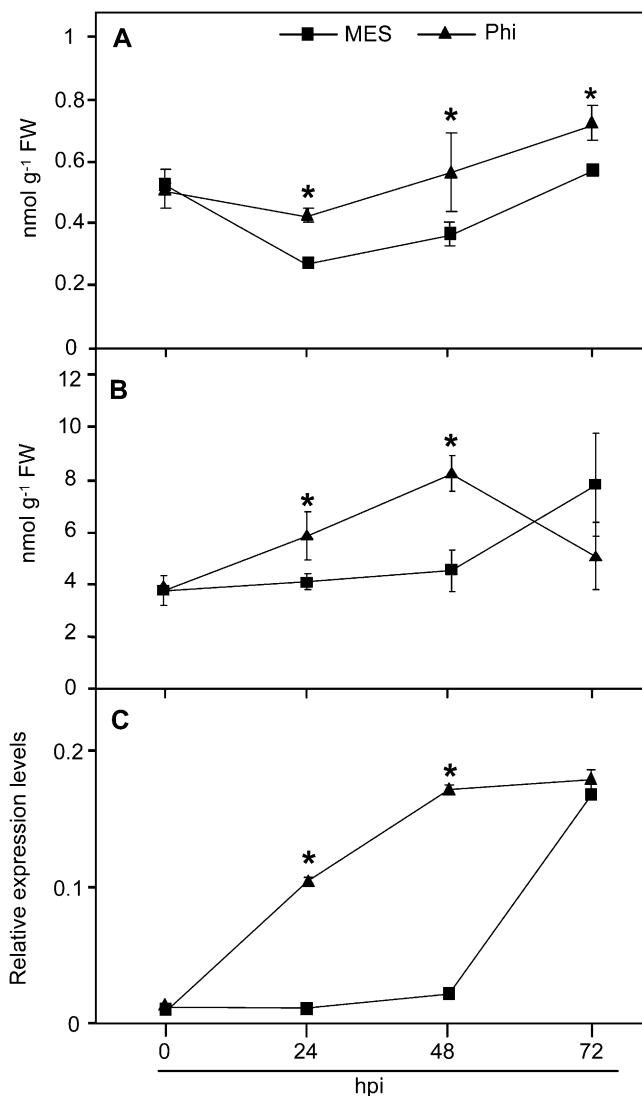 A
MES Phi
1
0.8
0.6
0.4
0.2
0
nmol g⁻¹ FW
*
*
*
B
12
10
8
6
4
2
0
nmol g⁻¹ FW
*
*
C
0.2
0.1
0
Relative expression levels
*
*
0 24 48 72
hpi